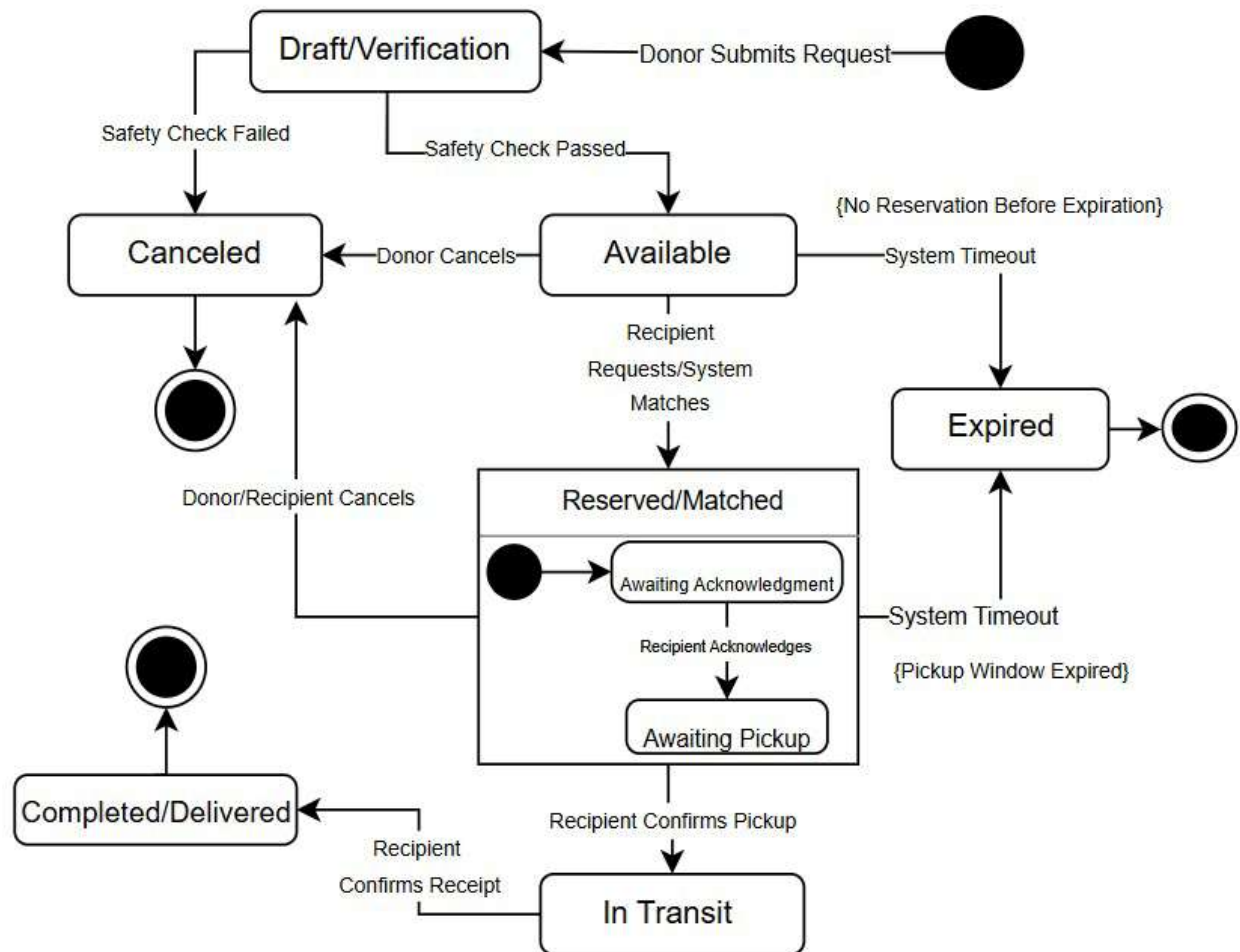 Draft/Verification
Donor Submits Request
Safety Check Failed
Safety Check Passed
{No Reservation Before Expiration}
Canceled
Donor Cancels
Available
System Timeout
Recipient
Requests/System
Matches
Expired
Donor/Recipient Cancels
Reserved/Matched
Awaiting Acknowledgment
Recipient Acknowledges
System Timeout
{Pickup Window Expired}
Awaiting Pickup
Completed/Delivered
Recipient Confirms Pickup
Recipient
Confirms Receipt
In Transit